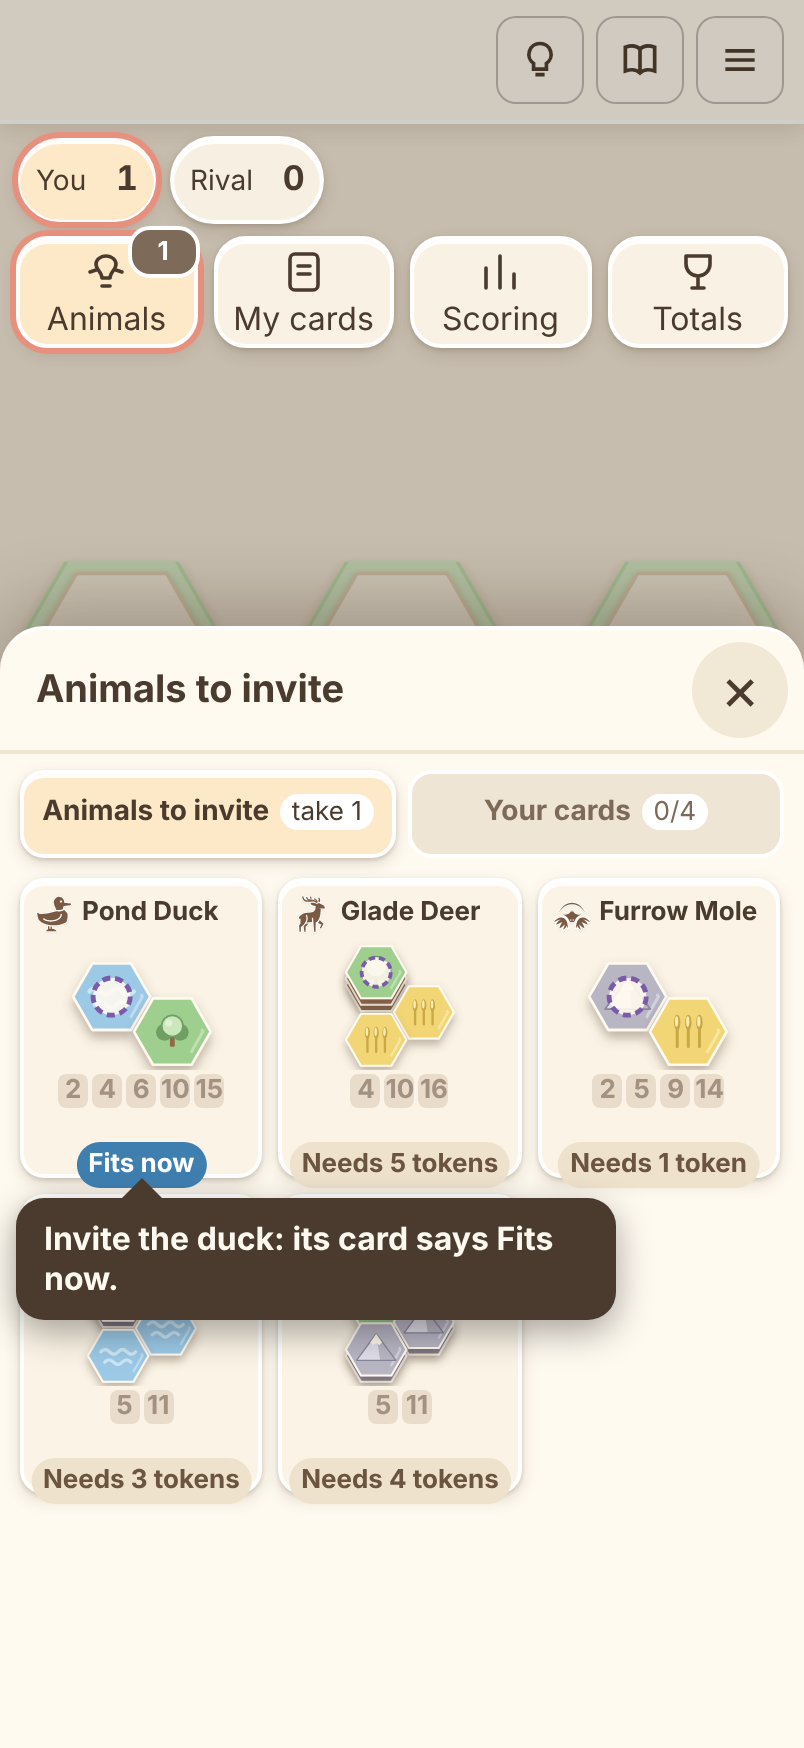 You 1
Rival 0
1
Animals
My cards
Scoring
Totals
Animals to invite
Animals to invite take 1
Your cards 0/4
Pond Duck
2 4 6 10 15
Fits now
Glade Deer
4 10 16
Needs 5 tokens
Furrow Mole
2 5 9 14
Needs 1 token
Invite the duck: its card says Fits
now.
5 11
Needs 3 tokens
5 11
Needs 4 tokens